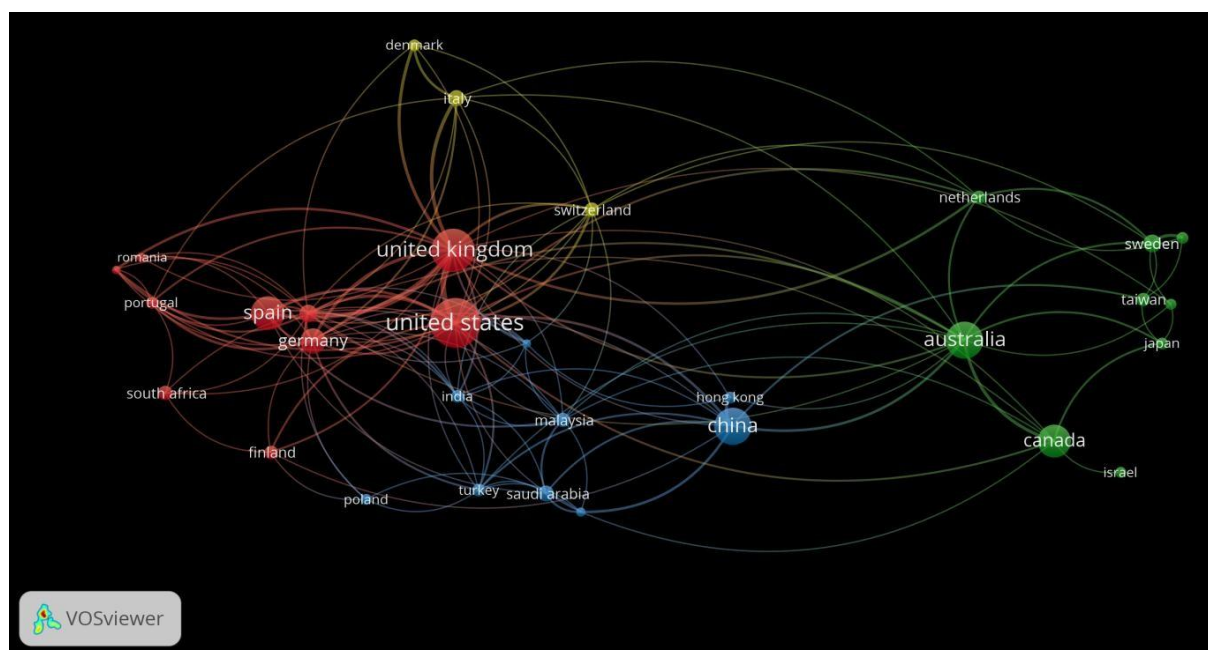 denmark
italy
switzerland
netherlands
united kingdom
sweden
romania
portugal
taiwan
spain
united states
germany
australia
japan
south africa
india
hong kong
malaysia
china
canada
finland
israel
poland
turkey
saudi arabia
VOSviewer